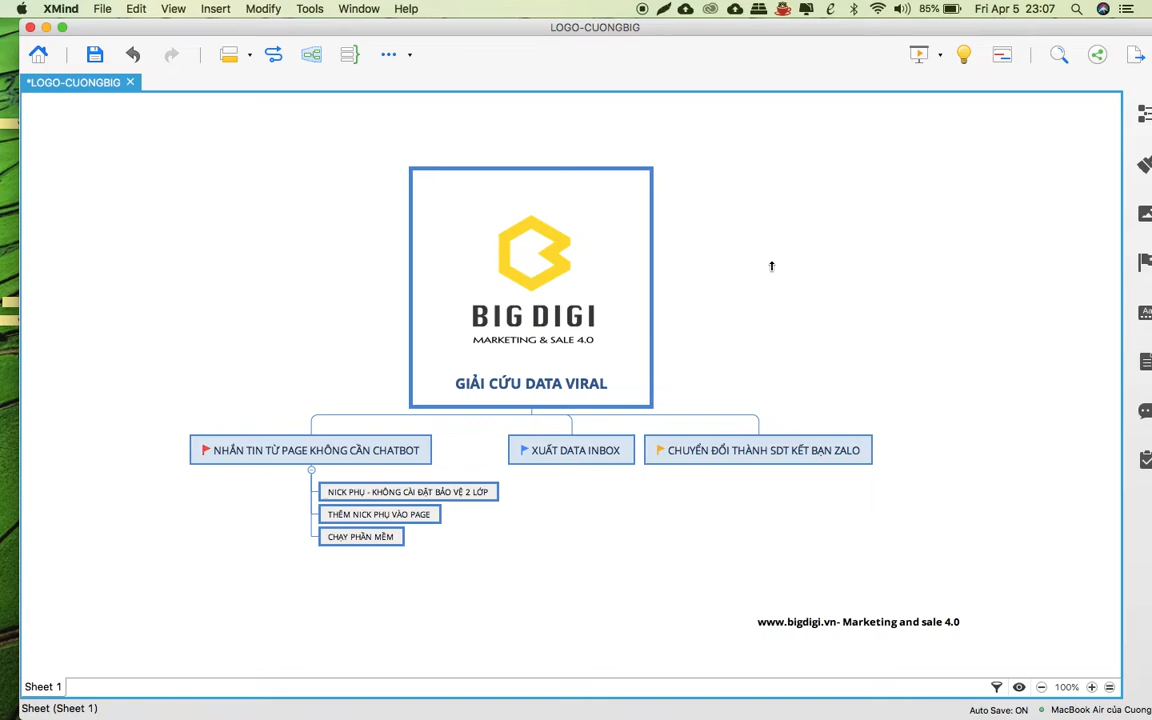 XMind File Edit View Insert Modify Tools Window Help 85% Fri Apr 5 23:07
LOGO-CUONGBIG
*LOGO-CUONGBIG
BIG DIGI
MARKETING & SALE 4.0
GIẢI CỨU DATA VIRAL
NHẮN TIN TỪ PAGE KHÔNG CẦN CHATBOT
XUẤT DATA INBOX
CHUYỂN ĐỔI THÀNH SDT KẾT BẠN ZALO
NICK PHỤ - KHÔNG CÀI ĐẶT BẢO VỆ 2 LỚP
THÊM NICK PHỤ VÀO PAGE
CHẠY PHẦN MỀM
www.bigdigi.vn- Marketing and sale 4.0
Sheet 1
100%
Sheet (Sheet 1)
Auto Save: ON
MacBook Air của Cuong